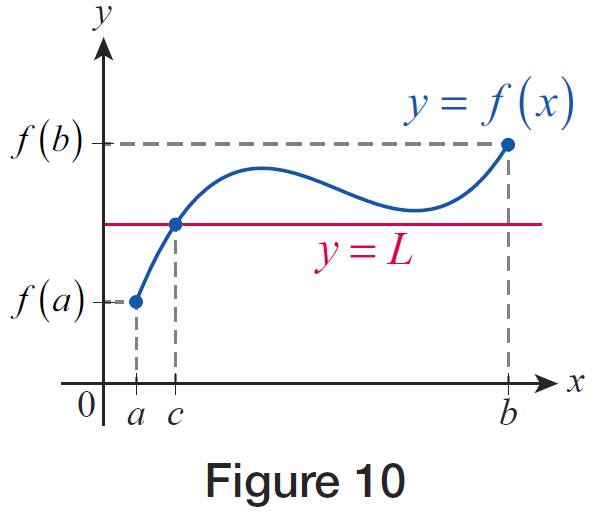 y
y = f(x)
f(b)
y = L
f(a)
x
0
a
c
b
Figure 10